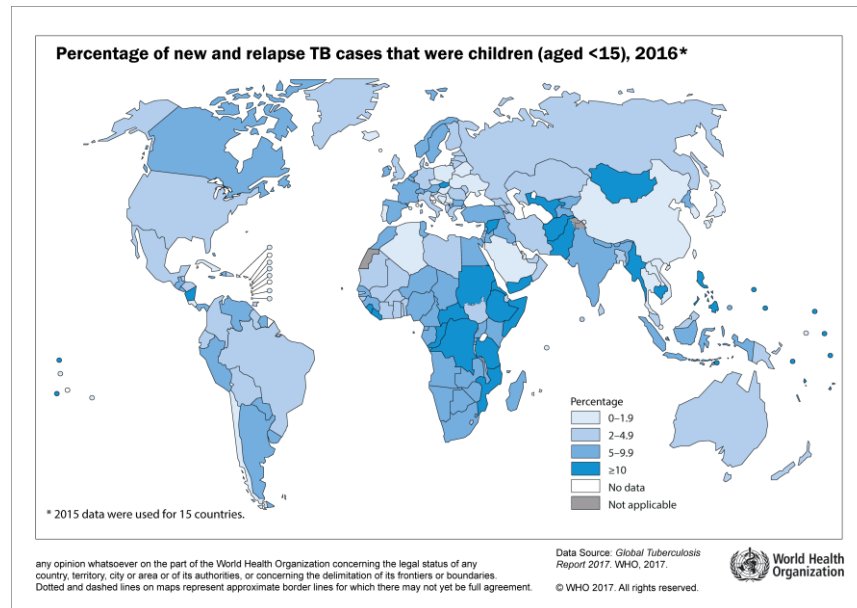 Percentage of new and relapse TB cases that were children (aged <15), 2016*
Percentage
0–1.9
2–4.9
5–9.9
≥10
No data
Not applicable
* 2015 data were used for 15 countries.
any opinion whatsoever on the part of the World Health Organization concerning the legal status of any
country, territory, city or area or of its authorities, or concerning the delimitation of its frontiers or boundaries.
Dotted and dashed lines on maps represent approximate border lines for which there may not yet be full agreement.
Data Source: Global Tuberculosis
Report 2017. WHO, 2017.
© WHO 2017. All rights reserved.
World Health
Organization